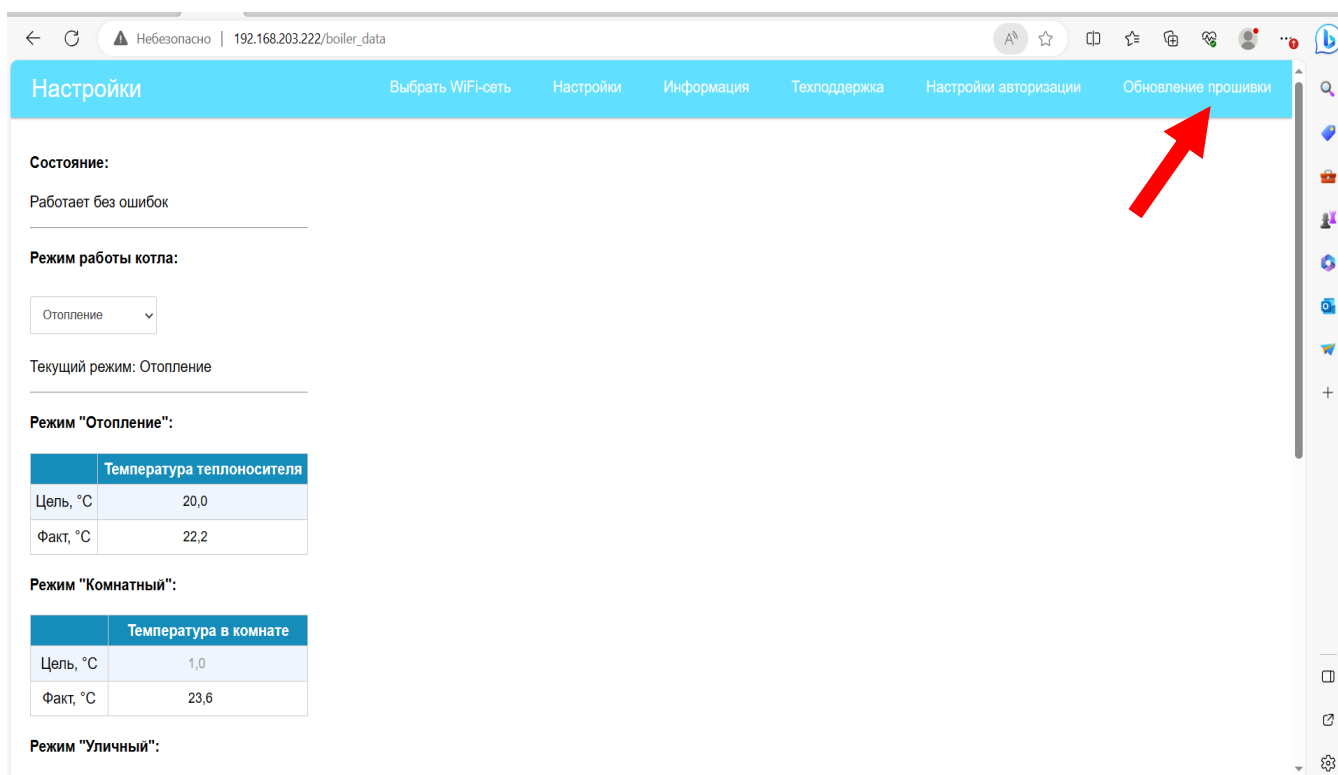 Небезопасно | 192.168.203.222/boiler_data
Настройки Выбрать WiFi-сеть Настройки Информация Техподдержка Настройки авторизации Обновление прошивки
Состояние:
Работает без ошибок
Режим работы котла:
Отопление
Текущий режим: Отопление
Режим "Отопление":
Температура теплоносителя
Цель, °C 20,0
Факт, °C 22,2
Режим "Комнатный":
Температура в комнате
Цель, °C 1,0
Факт, °C 23,6
Режим "Уличный":